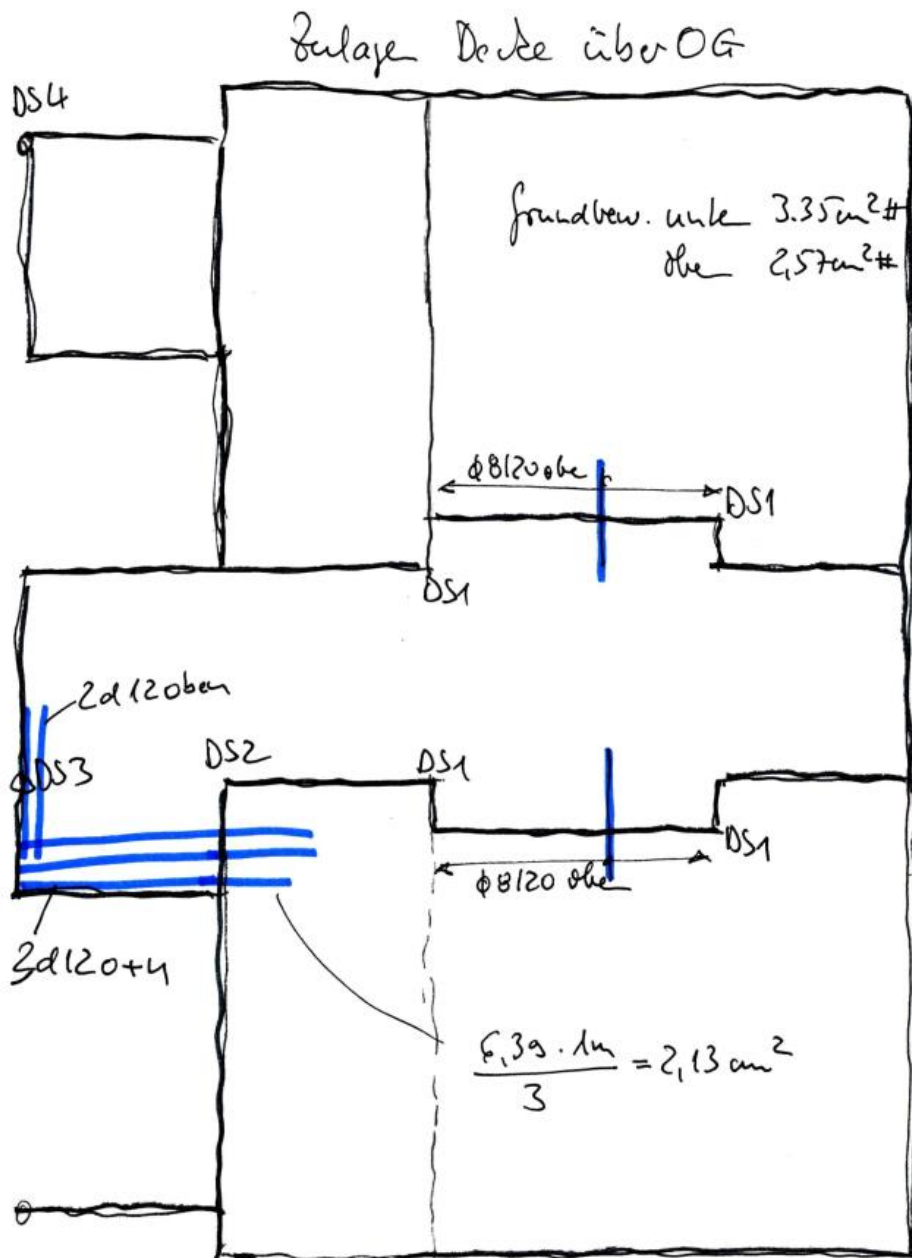 Zulagen Decke über OG
DS4
Grundbew. unten 3.35cm²#
oben 2,57cm²#
ϕ8/20 oben
DS1
DS1
2d12 oben
DS3
DS2
DS1
DS1
ϕ8/20 oben
3d12 o+u
6,39 · 1m
3
= 2,13 cm²